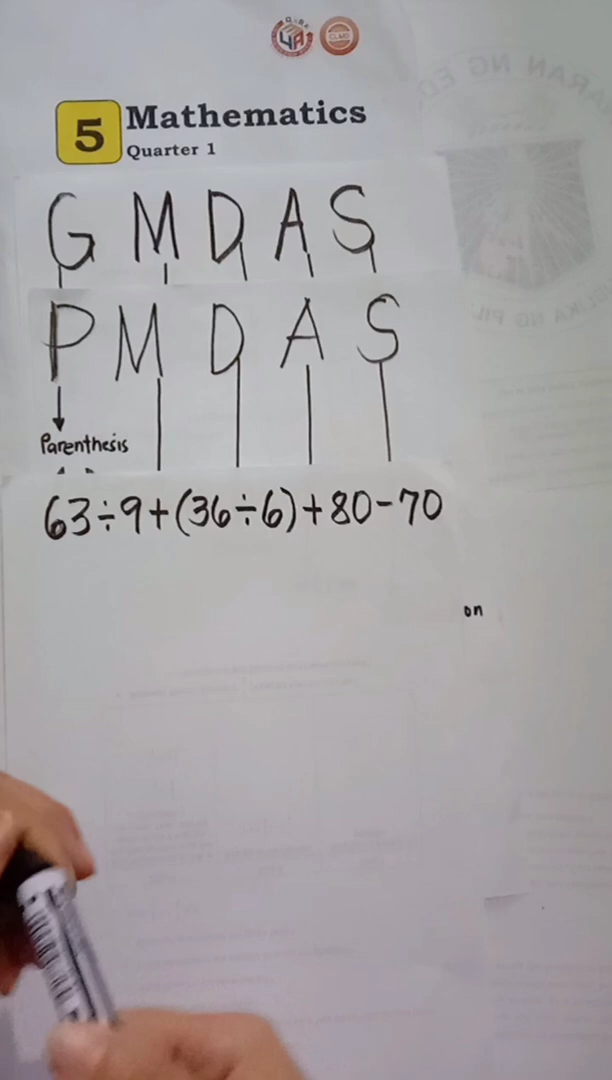 5 Mathematics
Quarter 1
G M D A S
P M D A S
Parenthesis
63÷9+(36÷6)+80-70
on